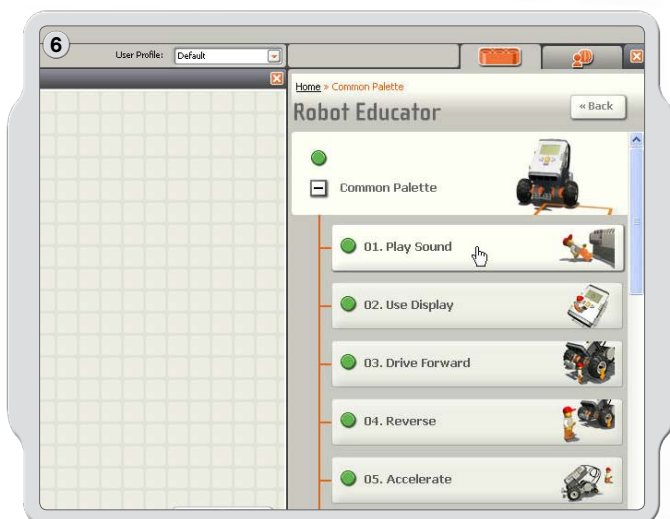 6
User Profile: Default
Home » Common Palette
Robot Educator
« Back
Common Palette
01. Play Sound
02. Use Display
03. Drive Forward
04. Reverse
05. Accelerate